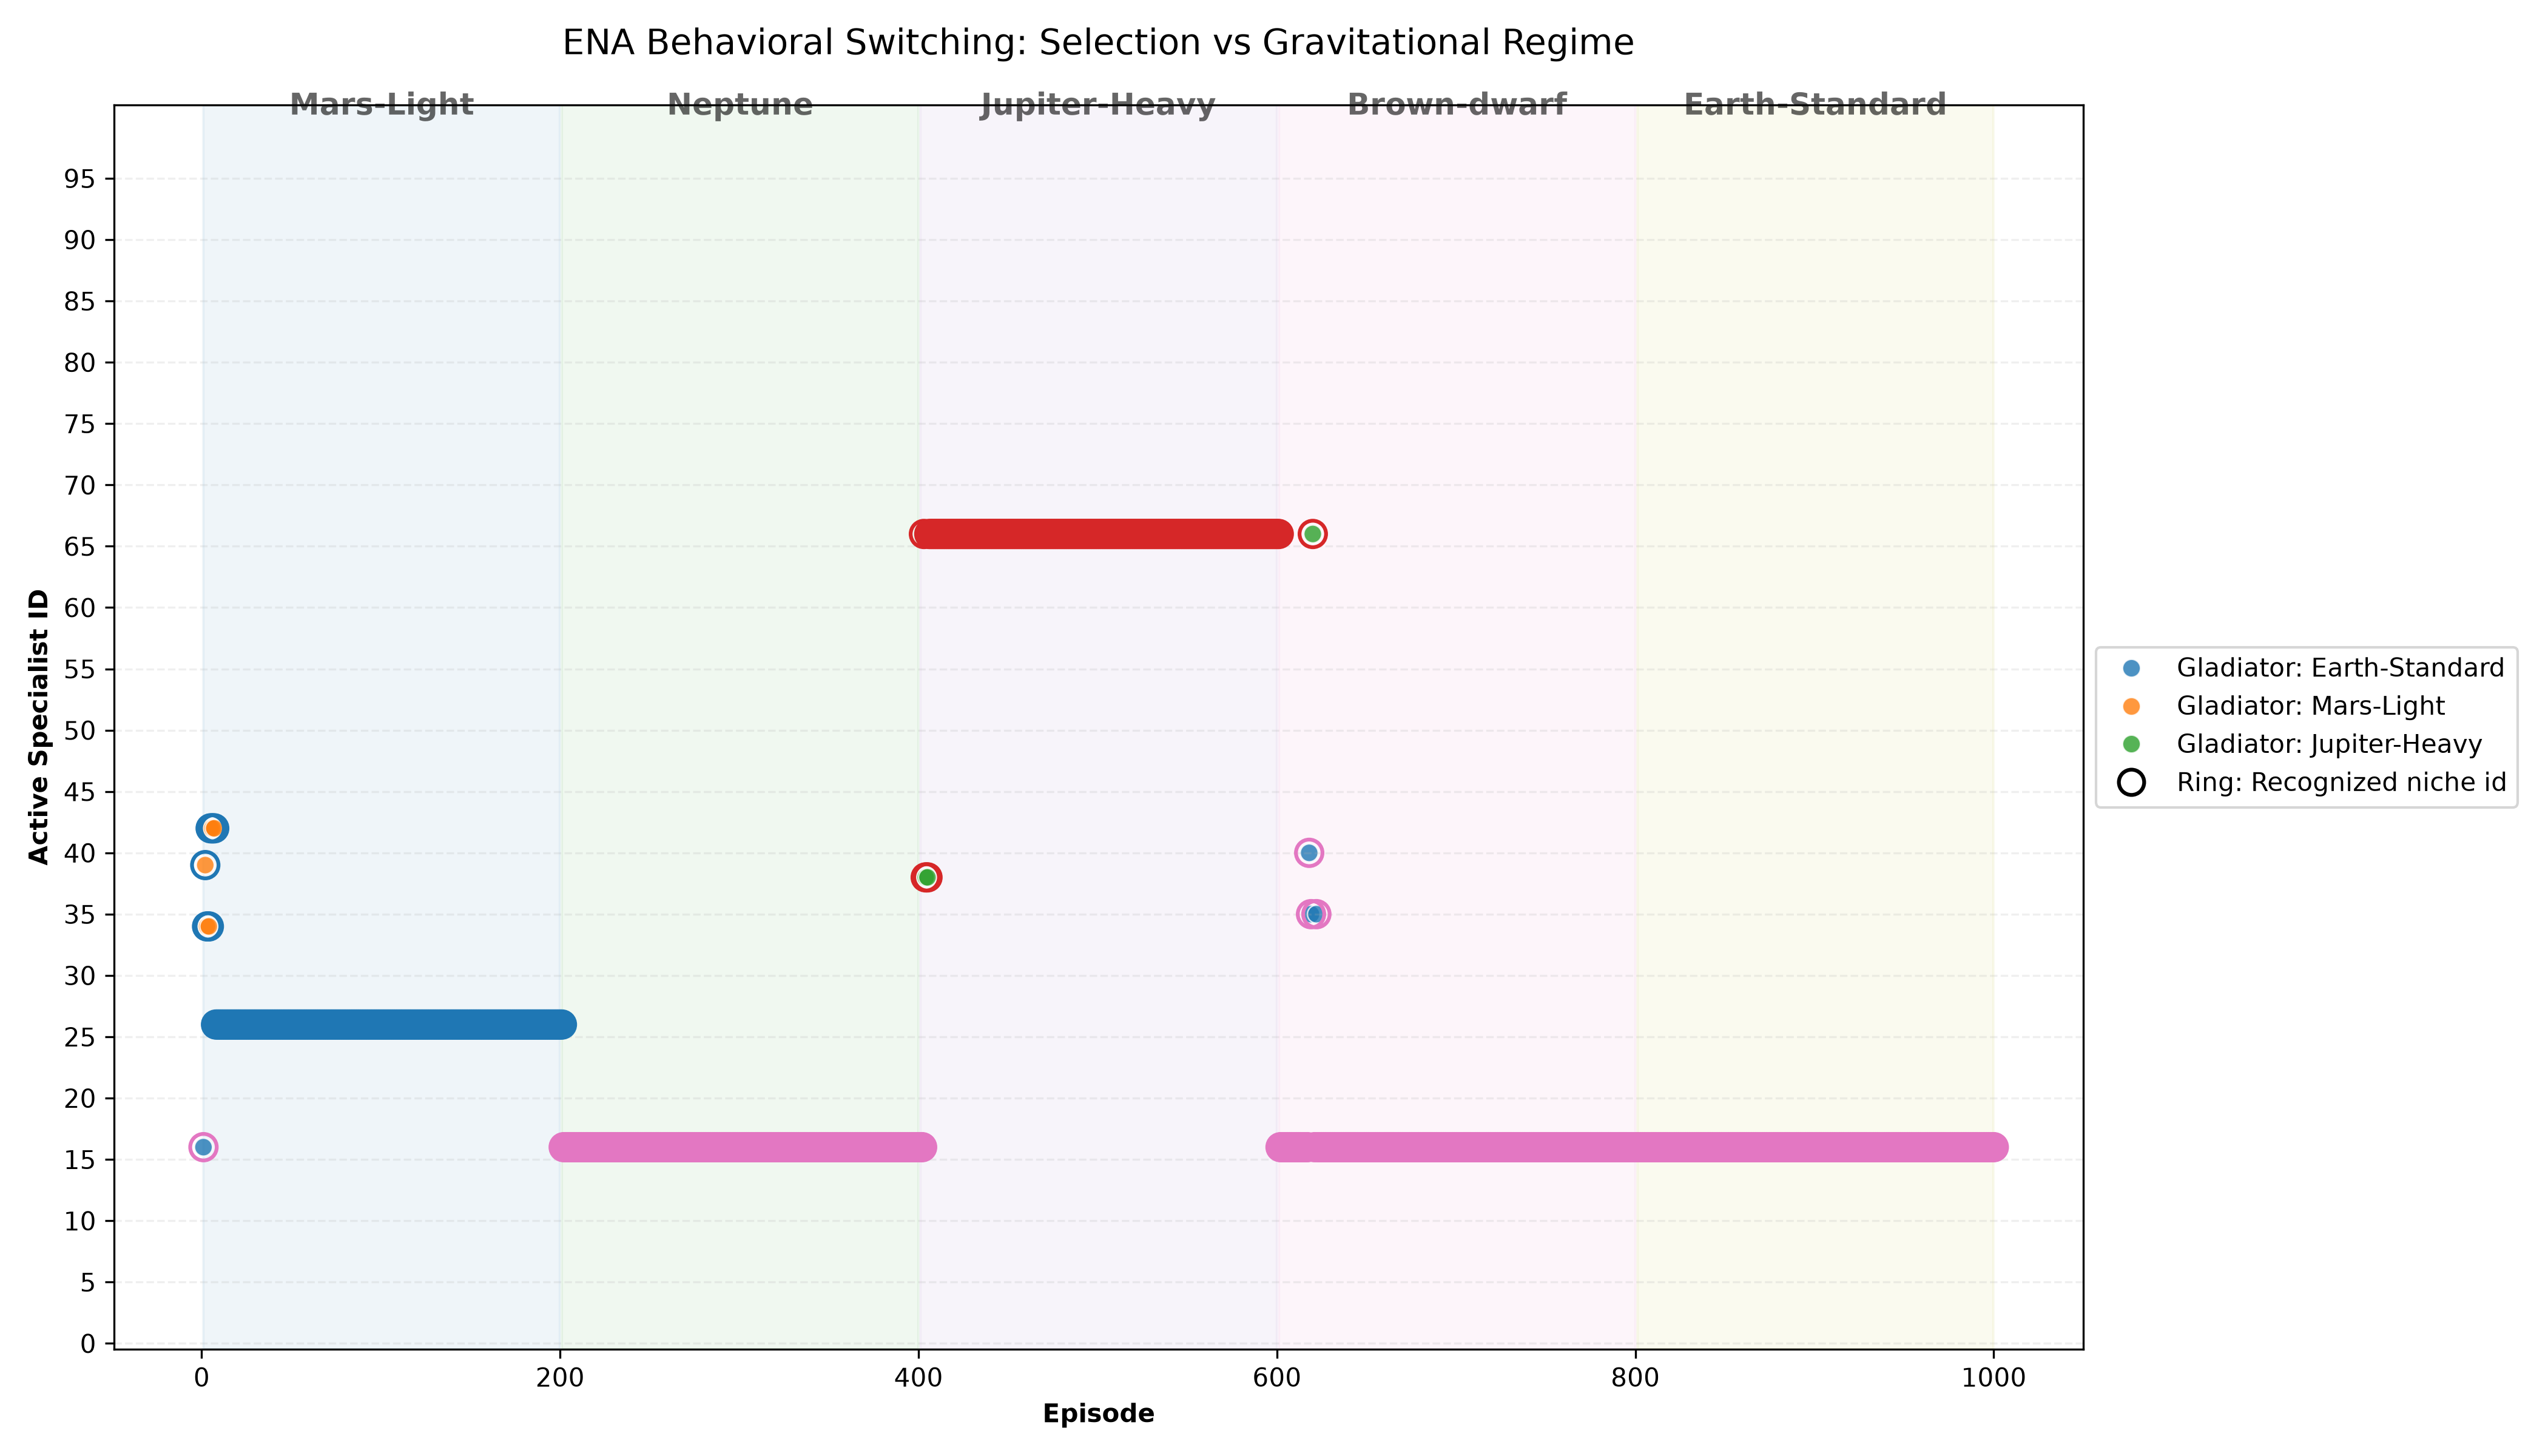 ENA Behavioral Switching: Selection vs Gravitational Regime
Mars-Light Neptune Jupiter-Heavy Brown-dwarf Earth-Standard
95
90
85
80
75
70
65
60
55
50
45
40
35
30
25
20
15
10
5
0
Active Specialist ID
0 200 400 600 800 1000
Episode
Gladiator: Earth-Standard
Gladiator: Mars-Light
Gladiator: Jupiter-Heavy
Ring: Recognized niche id